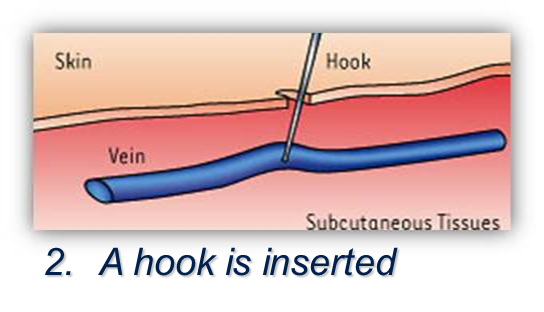 Skin
Hook
Vein
Subcutaneous Tissues
2. A hook is inserted